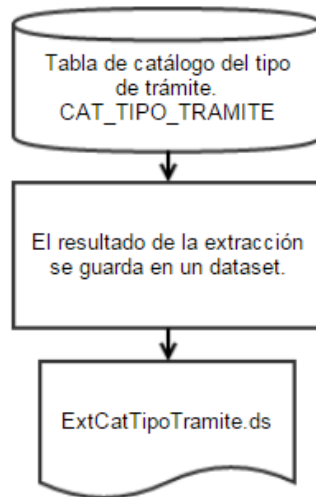 Tabla de catálogo del tipo
de trámite.
CAT_TIPO_TRAMITE
El resultado de la extracción
se guarda en un dataset.
ExtCatTipoTramite.ds